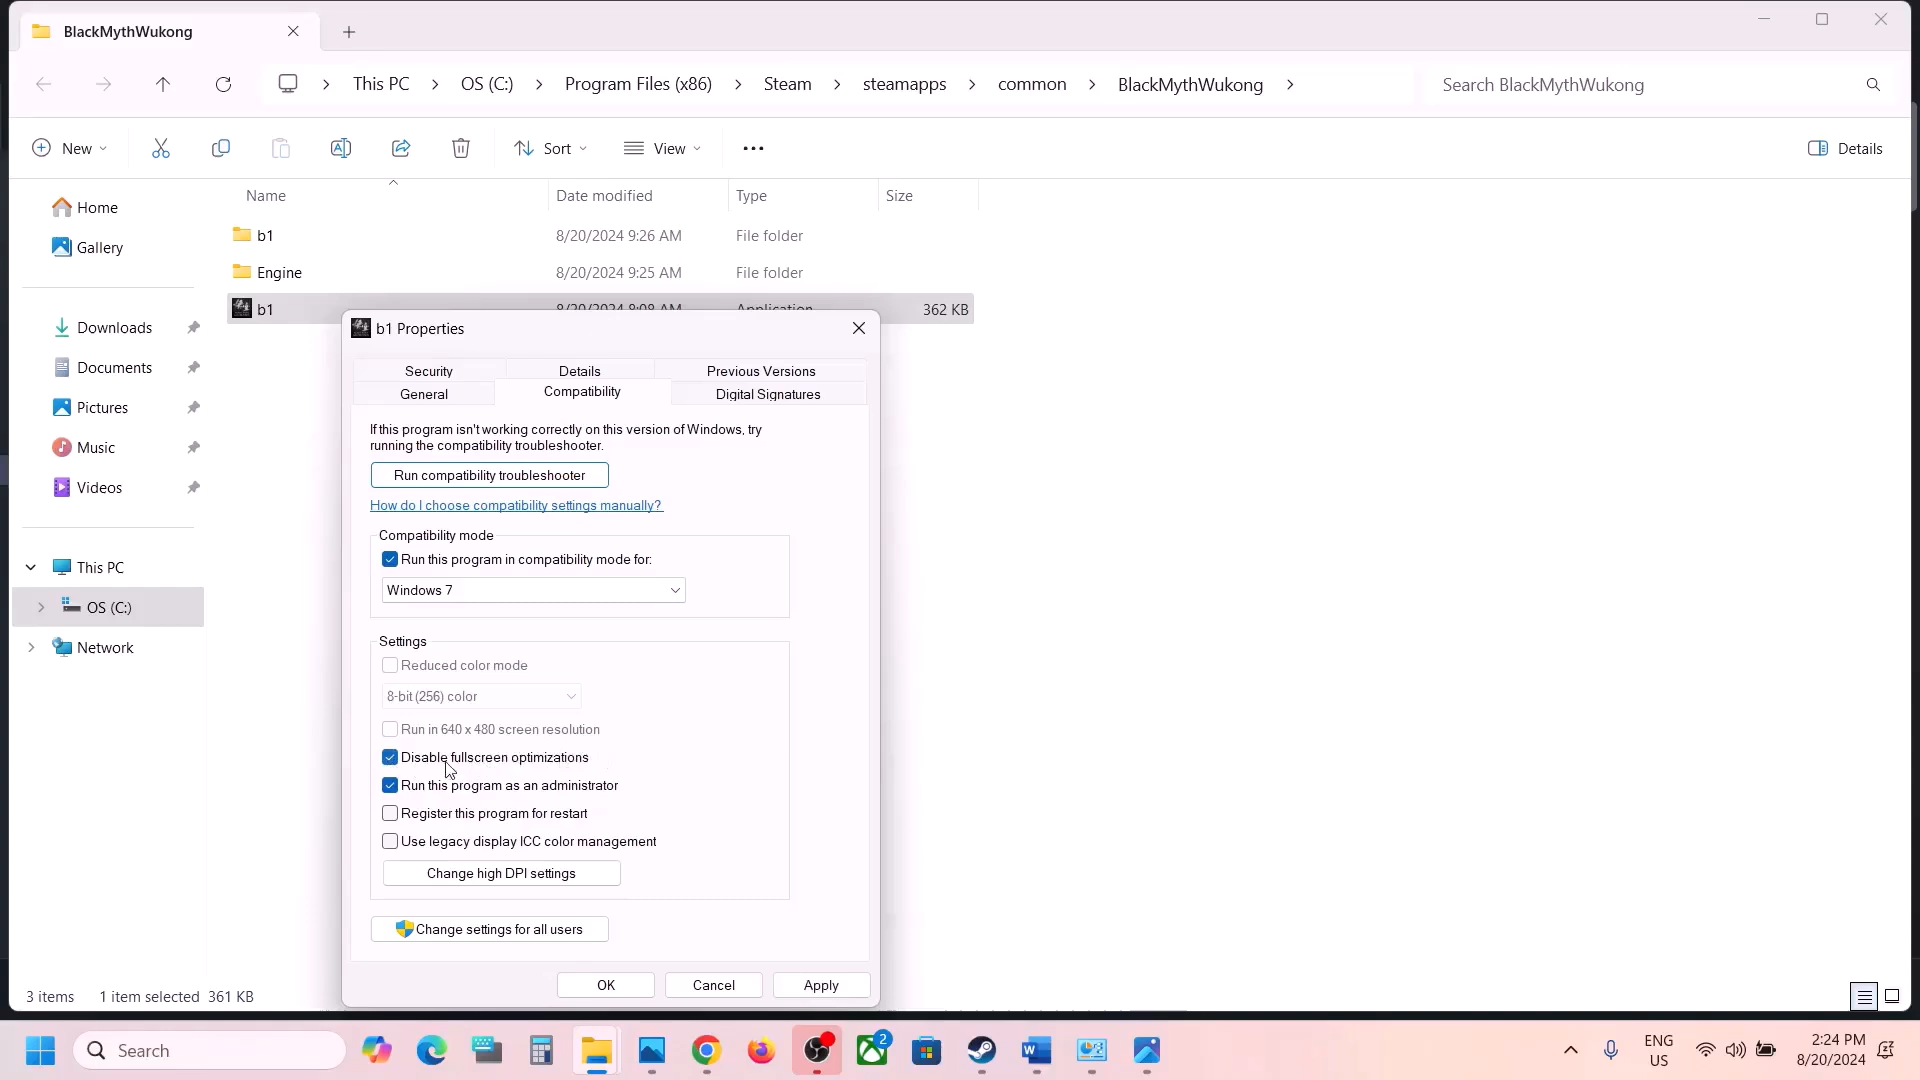 BlackMythWukong
This PC
OS (C:)
Program Files (x86)
Steam
steamapps
common
BlackMythWukong
Search BlackMythWukong
New
Sort
View
Details
Name
Date modified
Type
Size
Home
Gallery
Downloads
Documents
Pictures
Music
Videos
This PC
OS (C:)
Network
b1
8/20/2024 9:26 AM
File folder
Engine
8/20/2024 9:25 AM
File folder
b1
8/20/2024 8:08 AM
Application
362 KB
b1 Properties
Security
Details
Previous Versions
General
Compatibility
Digital Signatures
If this program isn't working correctly on this version of Windows, try
running the compatibility troubleshooter.
Run compatibility troubleshooter
How do I choose compatibility settings manually?
Compatibility mode
Run this program in compatibility mode for:
Windows 7
Settings
Reduced color mode
8-bit (256) color
Run in 640 x 480 screen resolution
Disable fullscreen optimizations
Run this program as an administrator
Register this program for restart
Use legacy display ICC color management
Change high DPI settings
Change settings for all users
OK
Cancel
Apply
3 items
1 item selected 361 KB
Search
2
ENG
US
2:24 PM
8/20/2024